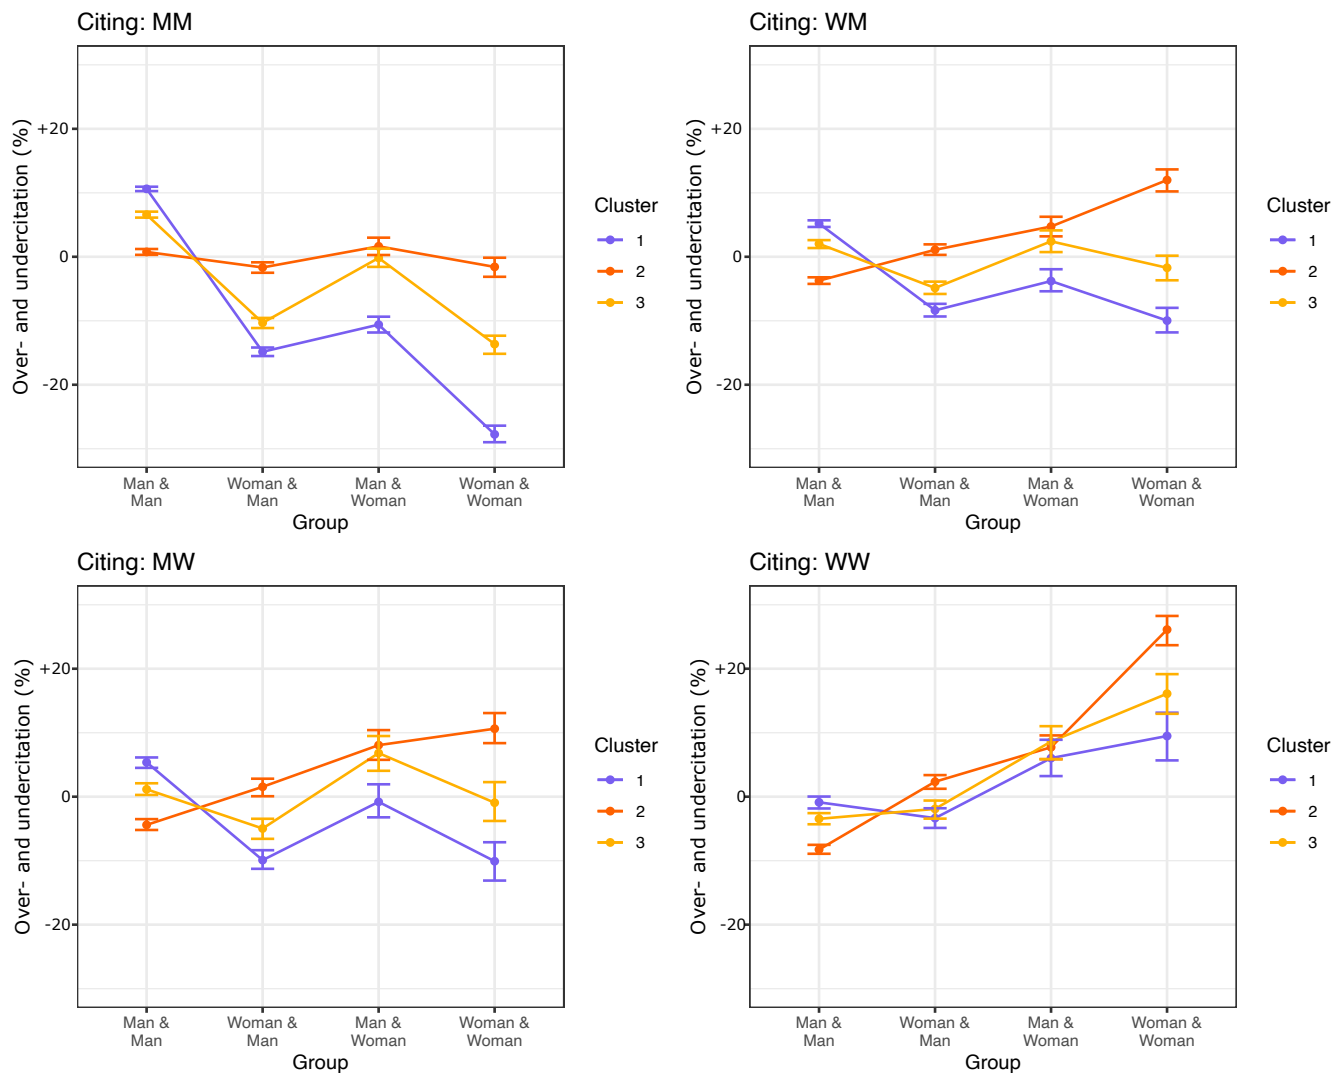 Citing: MM
Over- and undercitation (%)
+20
0
-20
Man &
Man
Woman &
Man
Man &
Woman
Woman &
Woman
Group
Cluster
1
2
3
Citing: WM
Over- and undercitation (%)
+20
0
-20
Man &
Man
Woman &
Man
Man &
Woman
Woman &
Woman
Group
Cluster
1
2
3
Citing: MW
Over- and undercitation (%)
+20
0
-20
Man &
Man
Woman &
Man
Man &
Woman
Woman &
Woman
Group
Cluster
1
2
3
Citing: WW
Over- and undercitation (%)
+20
0
-20
Man &
Man
Woman &
Man
Man &
Woman
Woman &
Woman
Group
Cluster
1
2
3